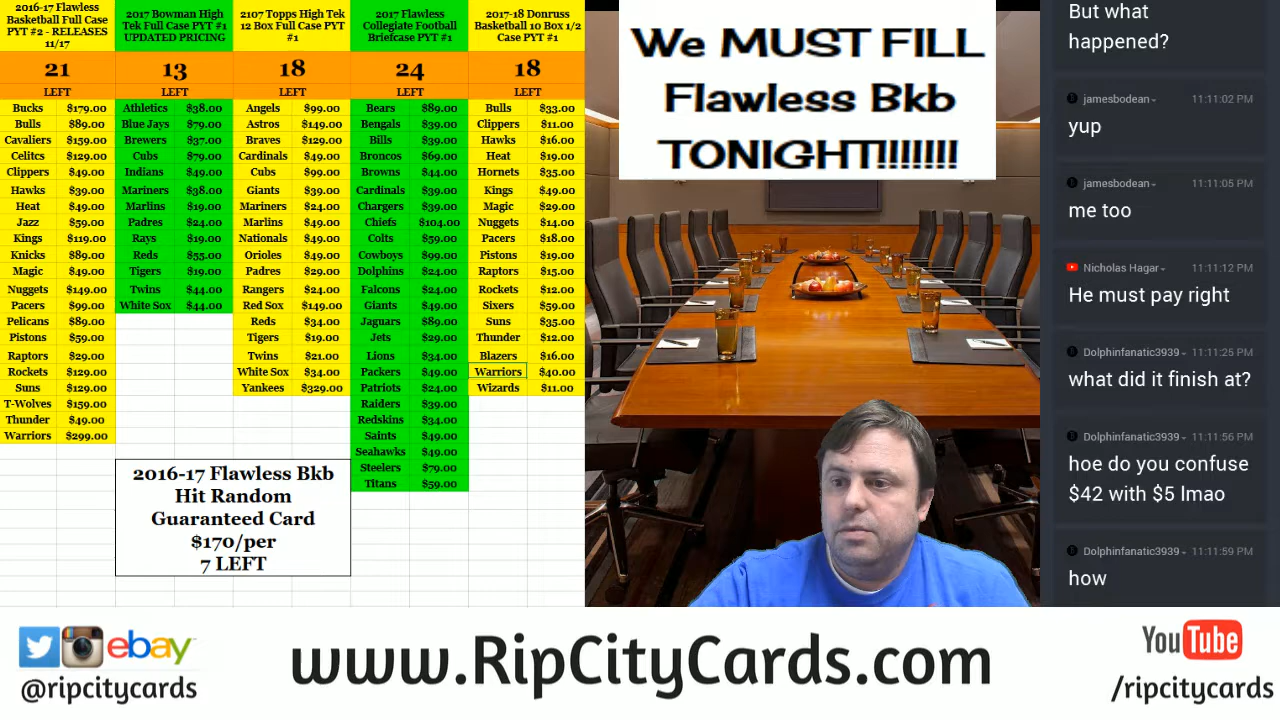 2016-17 Flawless
Basketball Full Case
PYT #2 - RELEASES
11/17
21
LEFT
Bucks $179.00
Bulls $89.00
Cavaliers $159.00
Celitcs $129.00
Clippers $49.00
Hawks $39.00
Heat $49.00
Jazz $59.00
Kings $119.00
Knicks $89.00
Magic $49.00
Nuggets $149.00
Pacers $99.00
Pelicans $89.00
Pistons $59.00
Raptors $29.00
Rockets $129.00
Suns $129.00
T-Wolves $159.00
Thunder $49.00
Warriors $299.00
2017 Bowman High
Tek Full Case PYT #1
UPDATED PRICING
13
LEFT
Athletics $38.00
Blue Jays $79.00
Brewers $37.00
Cubs $79.00
Indians $49.00
Mariners $38.00
Marlins $19.00
Padres $24.00
Rays $19.00
Reds $55.00
Tigers $19.00
Twins $44.00
White Sox $44.00
2107 Topps High Tek
12 Box Full Case PYT
#1
18
LEFT
Angels $99.00
Astros $149.00
Braves $129.00
Cardinals $49.00
Cubs $99.00
Giants $39.00
Mariners $24.00
Marlins $49.00
Nationals $49.00
Orioles $49.00
Padres $29.00
Rangers $24.00
Red Sox $149.00
Reds $34.00
Tigers $19.00
Twins $21.00
White Sox $34.00
Yankees $329.00
2017 Flawless
Collegiate Football
Briefcase PYT #1
24
LEFT
Bears $89.00
Bengals $39.00
Bills $39.00
Broncos $69.00
Browns $44.00
Cardinals $39.00
Chargers $39.00
Chiefs $104.00
Colts $59.00
Cowboys $99.00
Dolphins $24.00
Falcons $24.00
Giants $49.00
Jaguars $89.00
Jets $29.00
Lions $34.00
Packers $49.00
Patriots $24.00
Raiders $39.00
Redskins $34.00
Saints $49.00
Seahawks $49.00
Steelers $79.00
Titans $59.00
2017-18 Donruss
Basketball 10 Box 1/2
Case PYT #1
18
LEFT
Bulls $33.00
Clippers $11.00
Hawks $16.00
Heat $19.00
Hornets $35.00
Kings $49.00
Magic $29.00
Nuggets $14.00
Pacers $18.00
Pistons $19.00
Raptors $15.00
Rockets $12.00
Sixers $59.00
Suns $35.00
Thunder $12.00
Blazers $16.00
Warriors $40.00
Wizards $11.00
2016-17 Flawless Bkb
Hit Random
Guaranteed Card
$170/per
7 LEFT
We MUST FILL
Flawless Bkb
TONIGHT!!!!!!!
But what
happened?
jamesbodean 11:11:02 PM
yup
jamesbodean 11:11:05 PM
me too
Nicholas Hagar 11:11:12 PM
He must pay right
Dolphinfanatic3939 11:11:25 PM
what did it finish at?
Dolphinfanatic3939 11:11:56 PM
hoe do you confuse
$42 with $5 lmao
Dolphinfanatic3939 11:11:59 PM
how
ebay
@ripcitycards
www.RipCityCards.com
YouTube
/ripcitycards